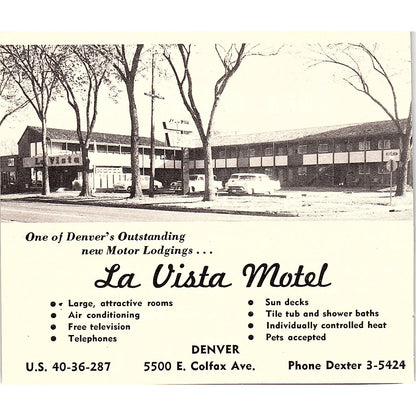 La Vista
One of Denver's Outstanding
new Motor Lodgings . . .
La Vista Motel
• Large, attractive rooms
• Air conditioning
• Free television
• Telephones
• Sun decks
• Tile tub and shower baths
• Individually controlled heat
• Pets accepted
DENVER
U.S. 40-36-287 5500 E. Colfax Ave. Phone Dexter 3-5424